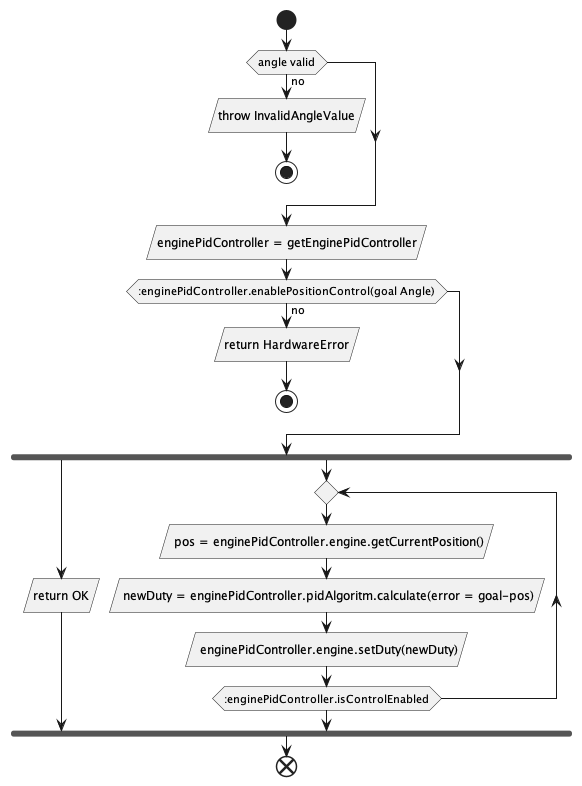 angle valid
no
throw InvalidAngleValue
enginePidController = getEnginePidController
:enginePidController.enablePositionControl(goal Angle)
no
return HardwareError
pos = enginePidController.engine.getCurrentPosition()
return OK
newDuty = enginePidController.pidAlgoritm.calculate(error = goal-pos)
enginePidController.engine.setDuty(newDuty)
:enginePidController.isControlEnabled